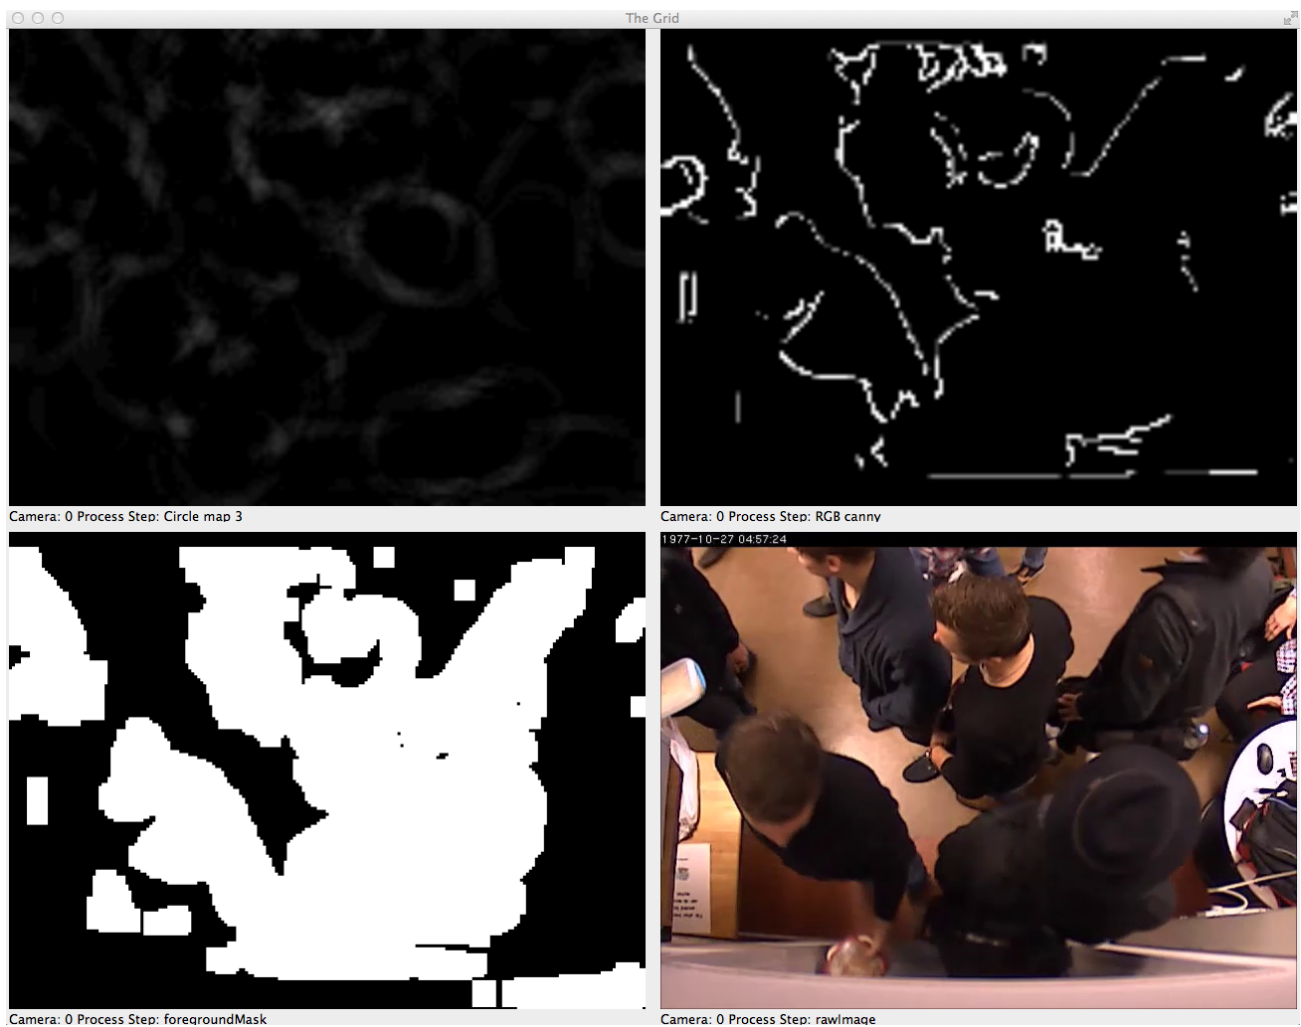 The Grid
Camera: 0 Process Step: Circle map 3
Camera: 0 Process Step: RGB canny
1977-10-27 04:57:24
Camera: 0 Process Step: foregroundMask
Camera: 0 Process Step: rawImage